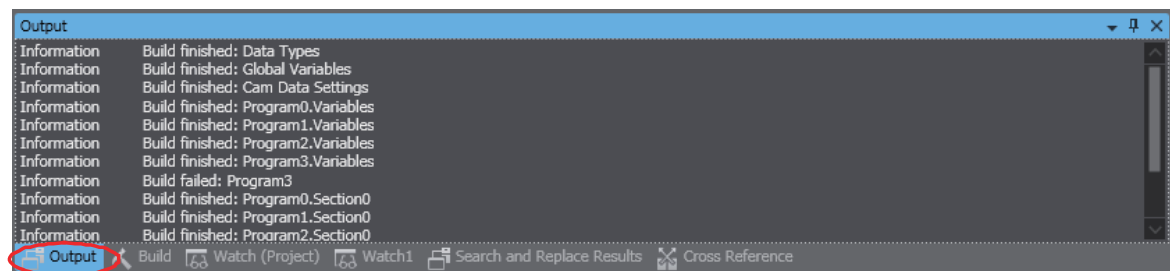 Output
Information Build finished: Data Types
Information Build finished: Global Variables
Information Build finished: Cam Data Settings
Information Build finished: Program0.Variables
Information Build finished: Program1.Variables
Information Build finished: Program2.Variables
Information Build finished: Program3.Variables
Information Build failed: Program3
Information Build finished: Program0.Section0
Information Build finished: Program1.Section0
Information Build finished: Program2.Section0
Output Build Watch (Project) Watch1 Search and Replace Results Cross Reference